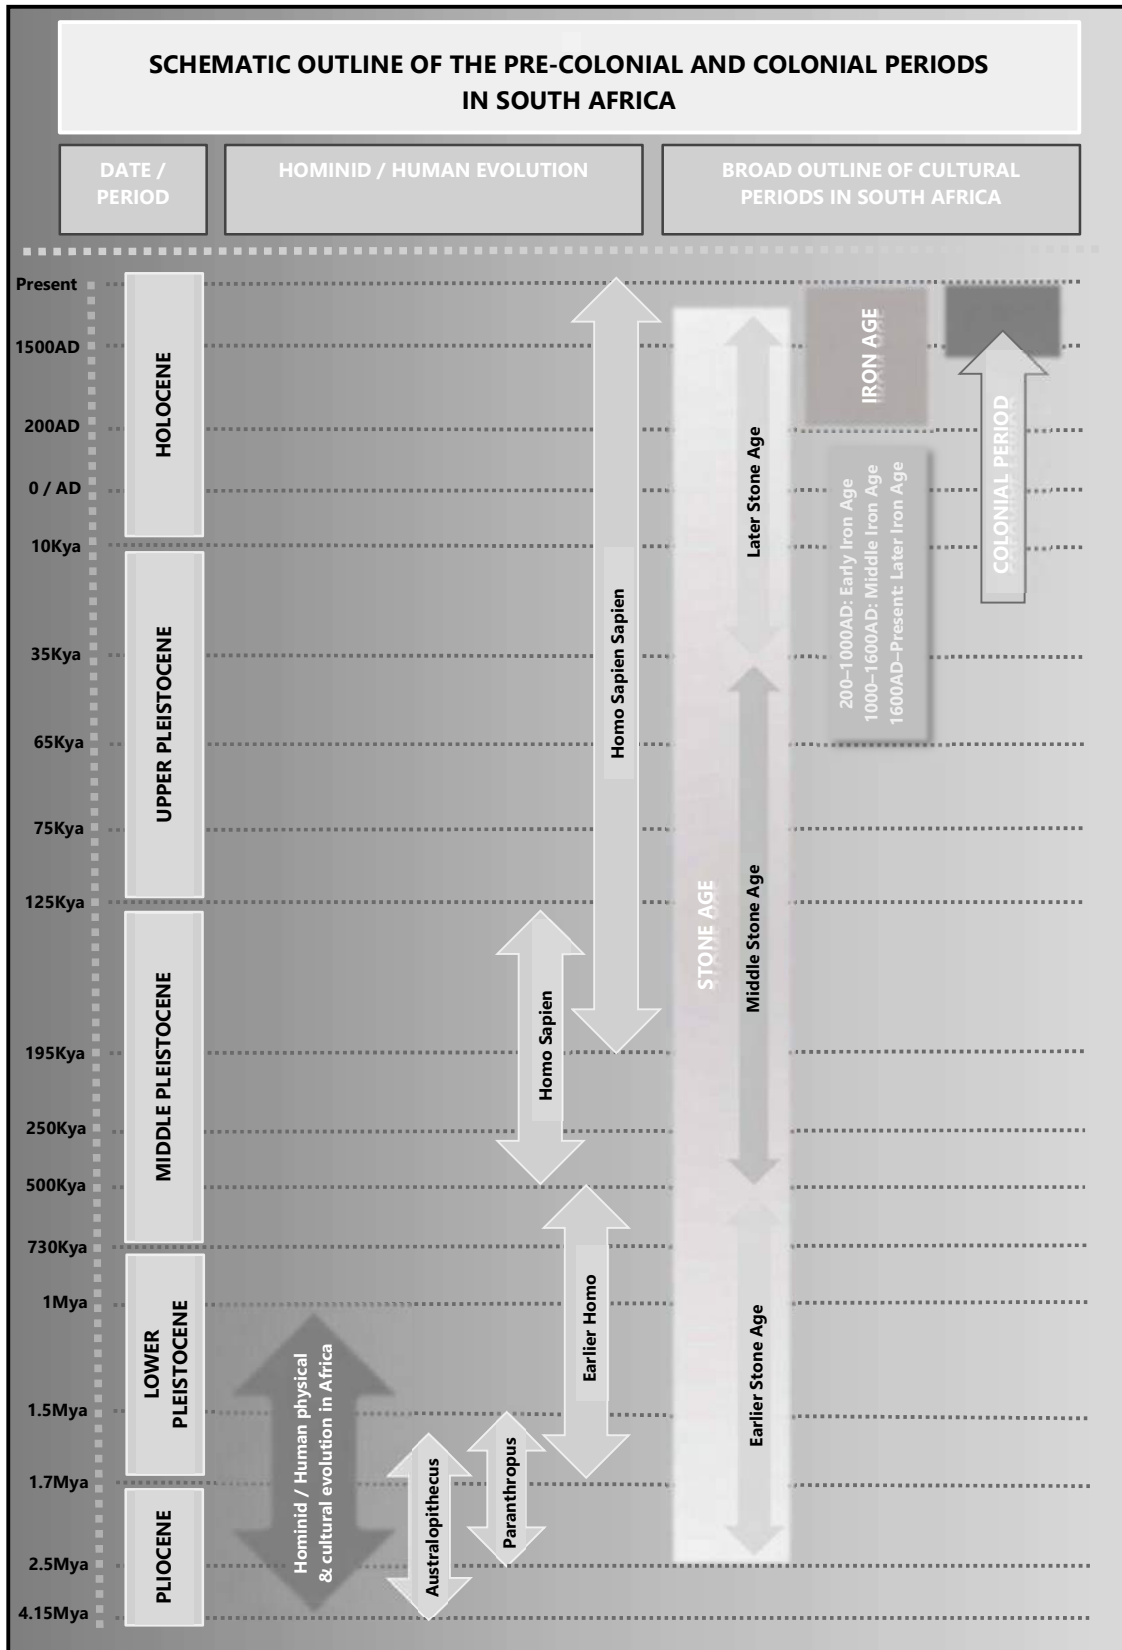 SCHEMATIC OUTLINE OF THE PRE-COLONIAL AND COLONIAL PERIODS
IN SOUTH AFRICA
DATE /
PERIOD
HOMINID / HUMAN EVOLUTION
BROAD OUTLINE OF CULTURAL
PERIODS IN SOUTH AFRICA
Present
1500AD
200AD
0 / AD
10Kya
35Kya
65Kya
75Kya
125Kya
195Kya
250Kya
500Kya
730Kya
1Mya
1.5Mya
1.7Mya
2.5Mya
4.15Mya
HOLOCENE
UPPER PLEISTOCENE
MIDDLE PLEISTOCENE
LOWER
PLEISTOCENE
PLIOCENE
Hominid / Human physical
& cultural evolution in Africa
Australopithecus
Paranthropus
Earlier Homo
Homo Sapien
Homo Sapien Sapien
STONE AGE
Later Stone Age
Middle Stone Age
Earlier Stone Age
IRON AGE
200–1000AD: Early Iron Age
1000–1600AD: Middle Iron Age
1600AD–Present: Later Iron Age
COLONIAL PERIOD